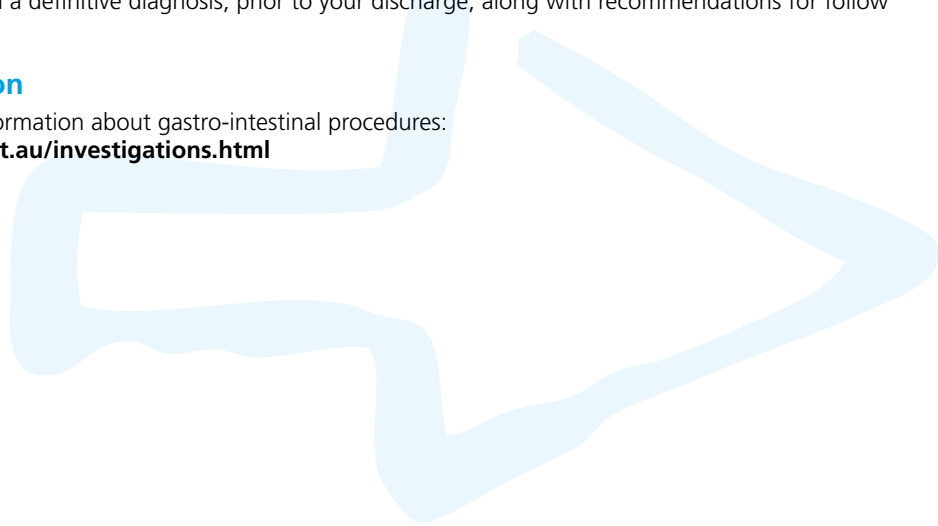 a definitive diagnosis, prior to your discharge, along with recommendations for follow
on
ormation about gastro-intestinal procedures:
t.au/investigations.html